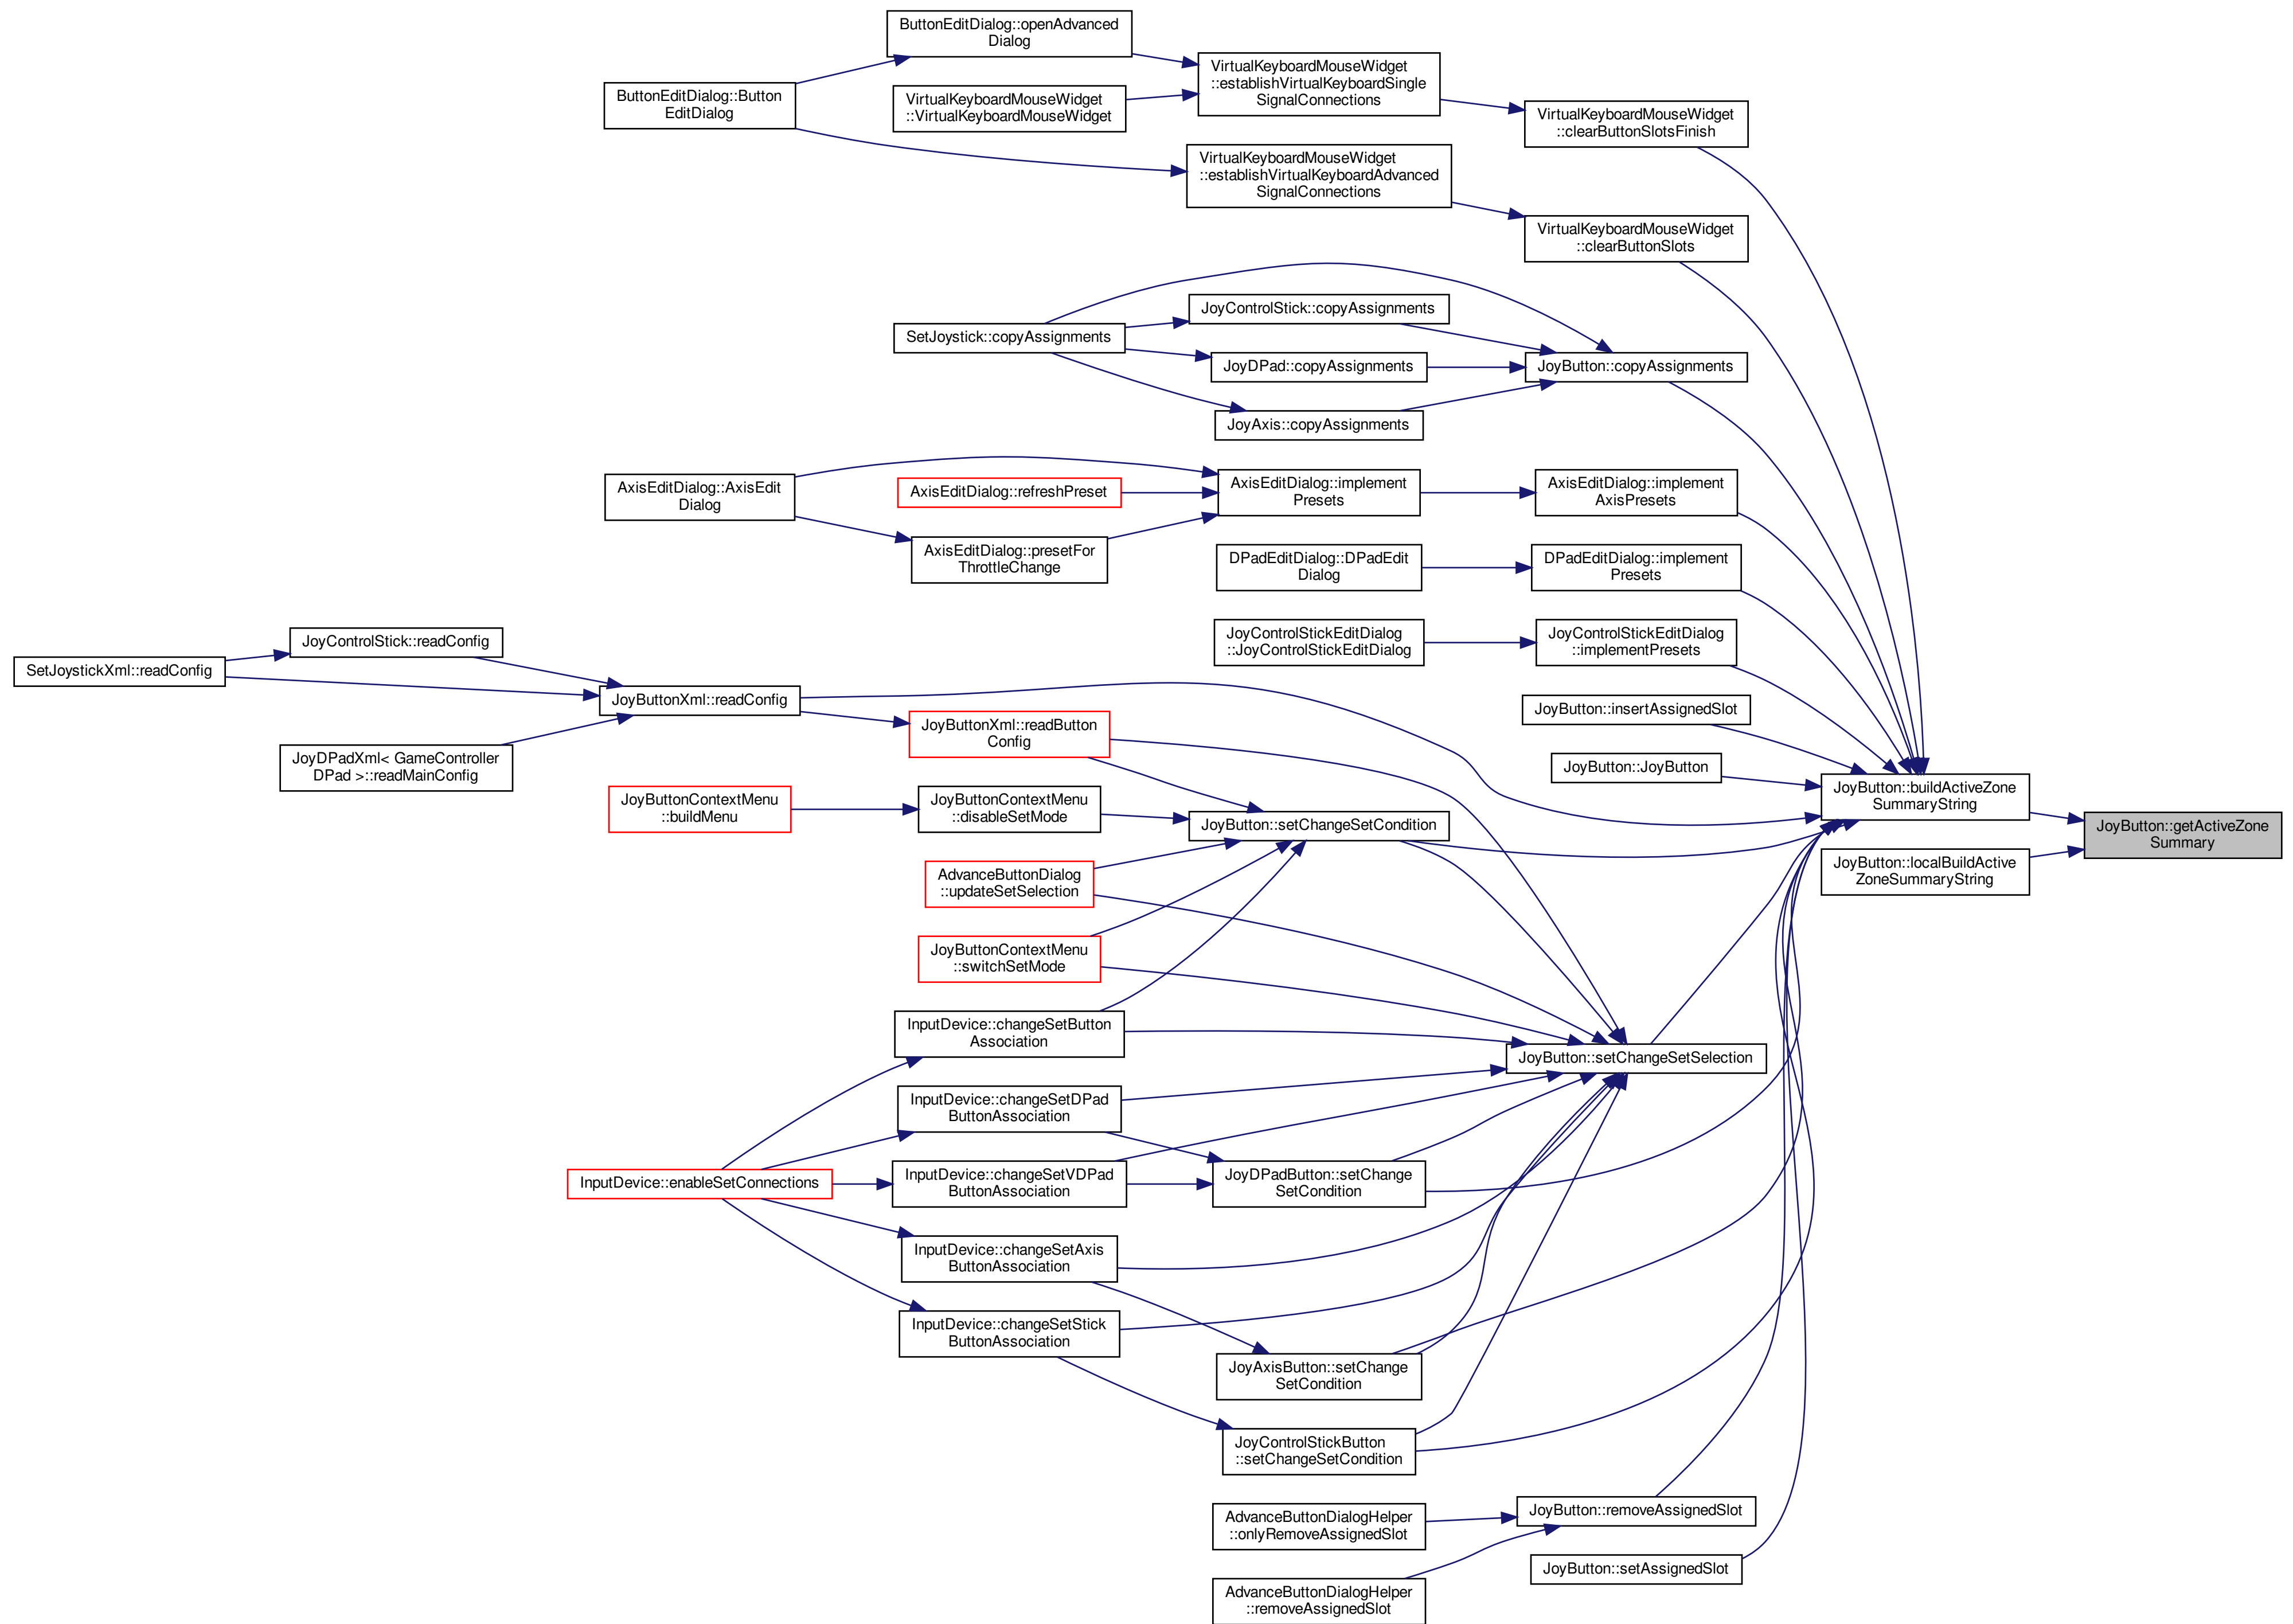 ButtonEditDialog::openAdvanced
Dialog
VirtualKeyboardMouseWidget
::establishVirtualKeyboardSingle
SignalConnections
ButtonEditDialog::Button
EditDialog
VirtualKeyboardMouseWidget
::VirtualKeyboardMouseWidget
VirtualKeyboardMouseWidget
::clearButtonSlotsFinish
VirtualKeyboardMouseWidget
::establishVirtualKeyboardAdvanced
SignalConnections
VirtualKeyboardMouseWidget
::clearButtonSlots
JoyControlStick::copyAssignments
SetJoystick::copyAssignments
JoyDPad::copyAssignments
JoyButton::copyAssignments
JoyAxis::copyAssignments
AxisEditDialog::AxisEdit
Dialog
AxisEditDialog::refreshPreset
AxisEditDialog::implement
Presets
AxisEditDialog::implement
AxisPresets
AxisEditDialog::presetFor
ThrottleChange
DPadEditDialog::DPadEdit
Dialog
DPadEditDialog::implement
Presets
JoyControlStick::readConfig
JoyControlStickEditDialog
::JoyControlStickEditDialog
JoyControlStickEditDialog
::implementPresets
SetJoystickXml::readConfig
JoyButtonXml::readConfig
JoyButton::insertAssignedSlot
JoyButtonXml::readButton
Config
JoyDPadXml< GameController
DPad >::readMainConfig
JoyButton::JoyButton
JoyButtonContextMenu
::buildMenu
JoyButtonContextMenu
::disableSetMode
JoyButton::setChangeSetCondition
JoyButton::buildActiveZone
SummaryString
JoyButton::getActiveZone
Summary
AdvanceButtonDialog
::updateSetSelection
JoyButton::localBuildActive
ZoneSummaryString
JoyButtonContextMenu
::switchSetMode
InputDevice::changeSetButton
Association
JoyButton::setChangeSetSelection
InputDevice::changeSetDPad
ButtonAssociation
InputDevice::enableSetConnections
InputDevice::changeSetVDPad
ButtonAssociation
JoyDPadButton::setChange
SetCondition
InputDevice::changeSetAxis
ButtonAssociation
InputDevice::changeSetStick
ButtonAssociation
JoyAxisButton::setChange
SetCondition
JoyControlStickButton
::setChangeSetCondition
AdvanceButtonDialogHelper
::onlyRemoveAssignedSlot
JoyButton::removeAssignedSlot
JoyButton::setAssignedSlot
AdvanceButtonDialogHelper
::removeAssignedSlot